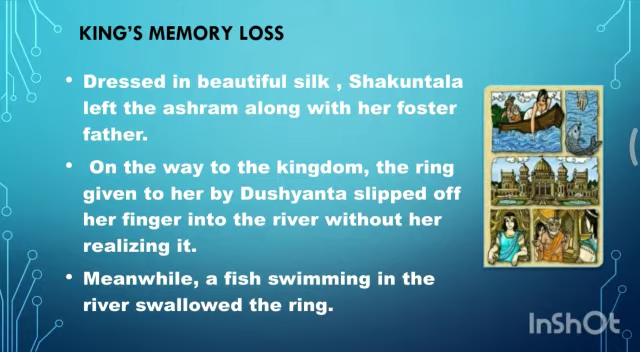 KING'S MEMORY LOSS
• Dressed in beautiful silk , Shakuntala
left the ashram along with her foster
father.
• On the way to the kingdom, the ring
given to her by Dushyanta slipped off
her finger into the river without her
realizing it.
• Meanwhile, a fish swimming in the
river swallowed the ring.
InShOt